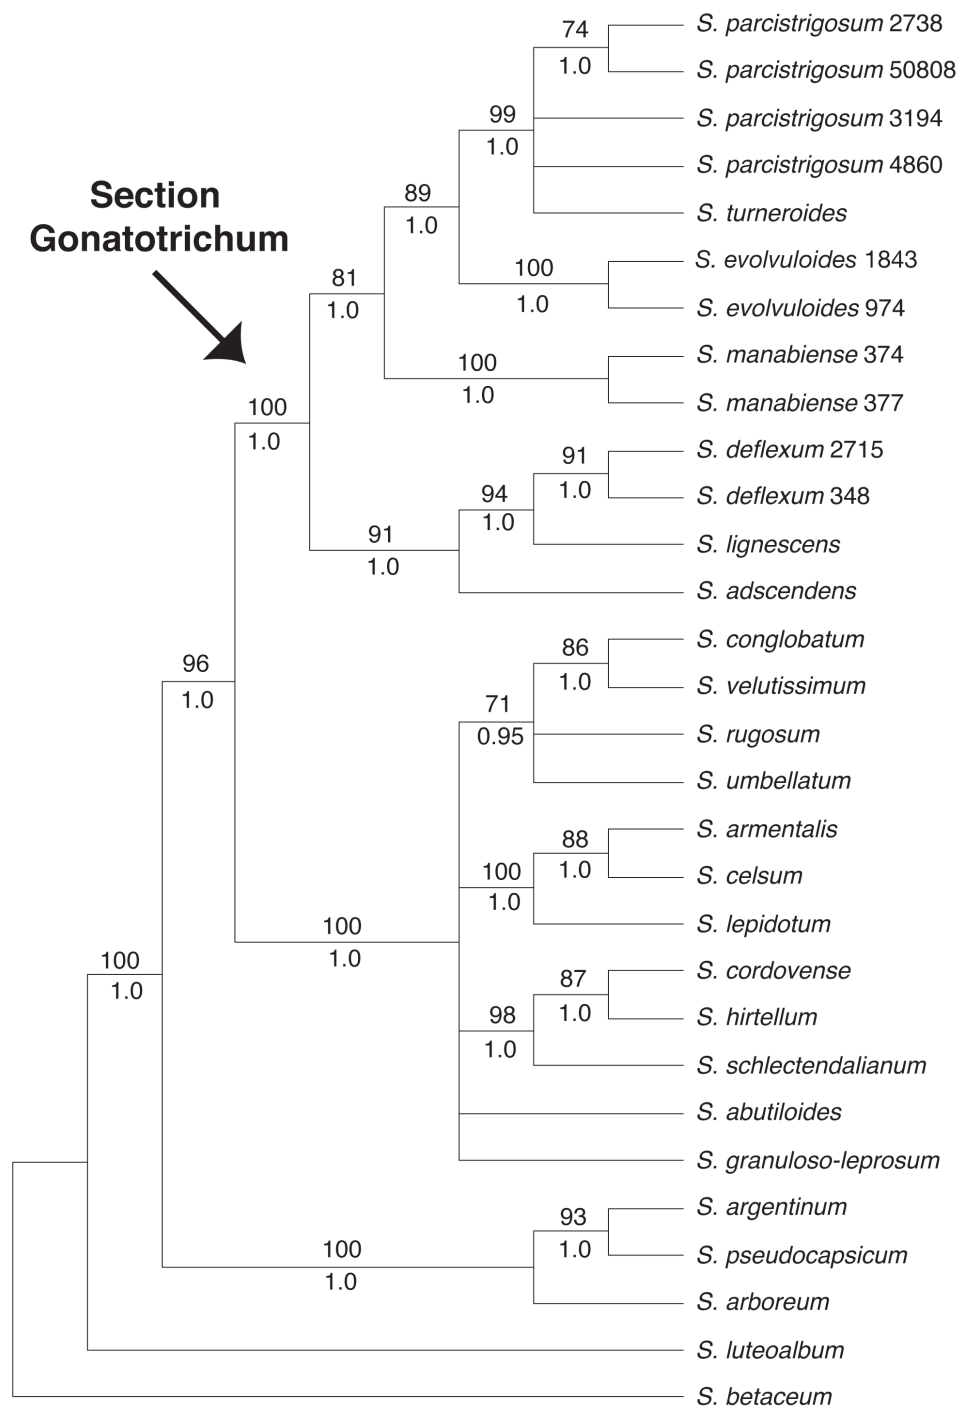 74
S. parcistrigosum 2738
1.0
S. parcistrigosum 50808
99
S. parcistrigosum 3194
1.0
S. parcistrigosum 4860
Section
Gonatotrichum
89
S. turneroides
1.0
100
S. evolvuloides 1843
81
1.0
S. evolvuloides 974
1.0
100
S. manabiense 374
1.0
S. manabiense 377
100
1.0
91
S. deflexum 2715
94
1.0
S. deflexum 348
91
1.0
S. lignescens
1.0
S. adscendens
86
S. conglobatum
96
1.0
S. velutissimum
1.0
71
0.95
S. rugosum
S. umbellatum
88
S. armentalis
100
1.0
S. celsum
1.0
S. lepidotum
100
1.0
100
1.0
87
S. cordovense
98
1.0
S. hirtellum
1.0
S. schlectendalianum
S. abutiloides
S. granuloso-leprosum
93
S. argentinum
100
1.0
S. pseudocapsicum
1.0
S. arboreum
S. luteoalbum
S. betaceum